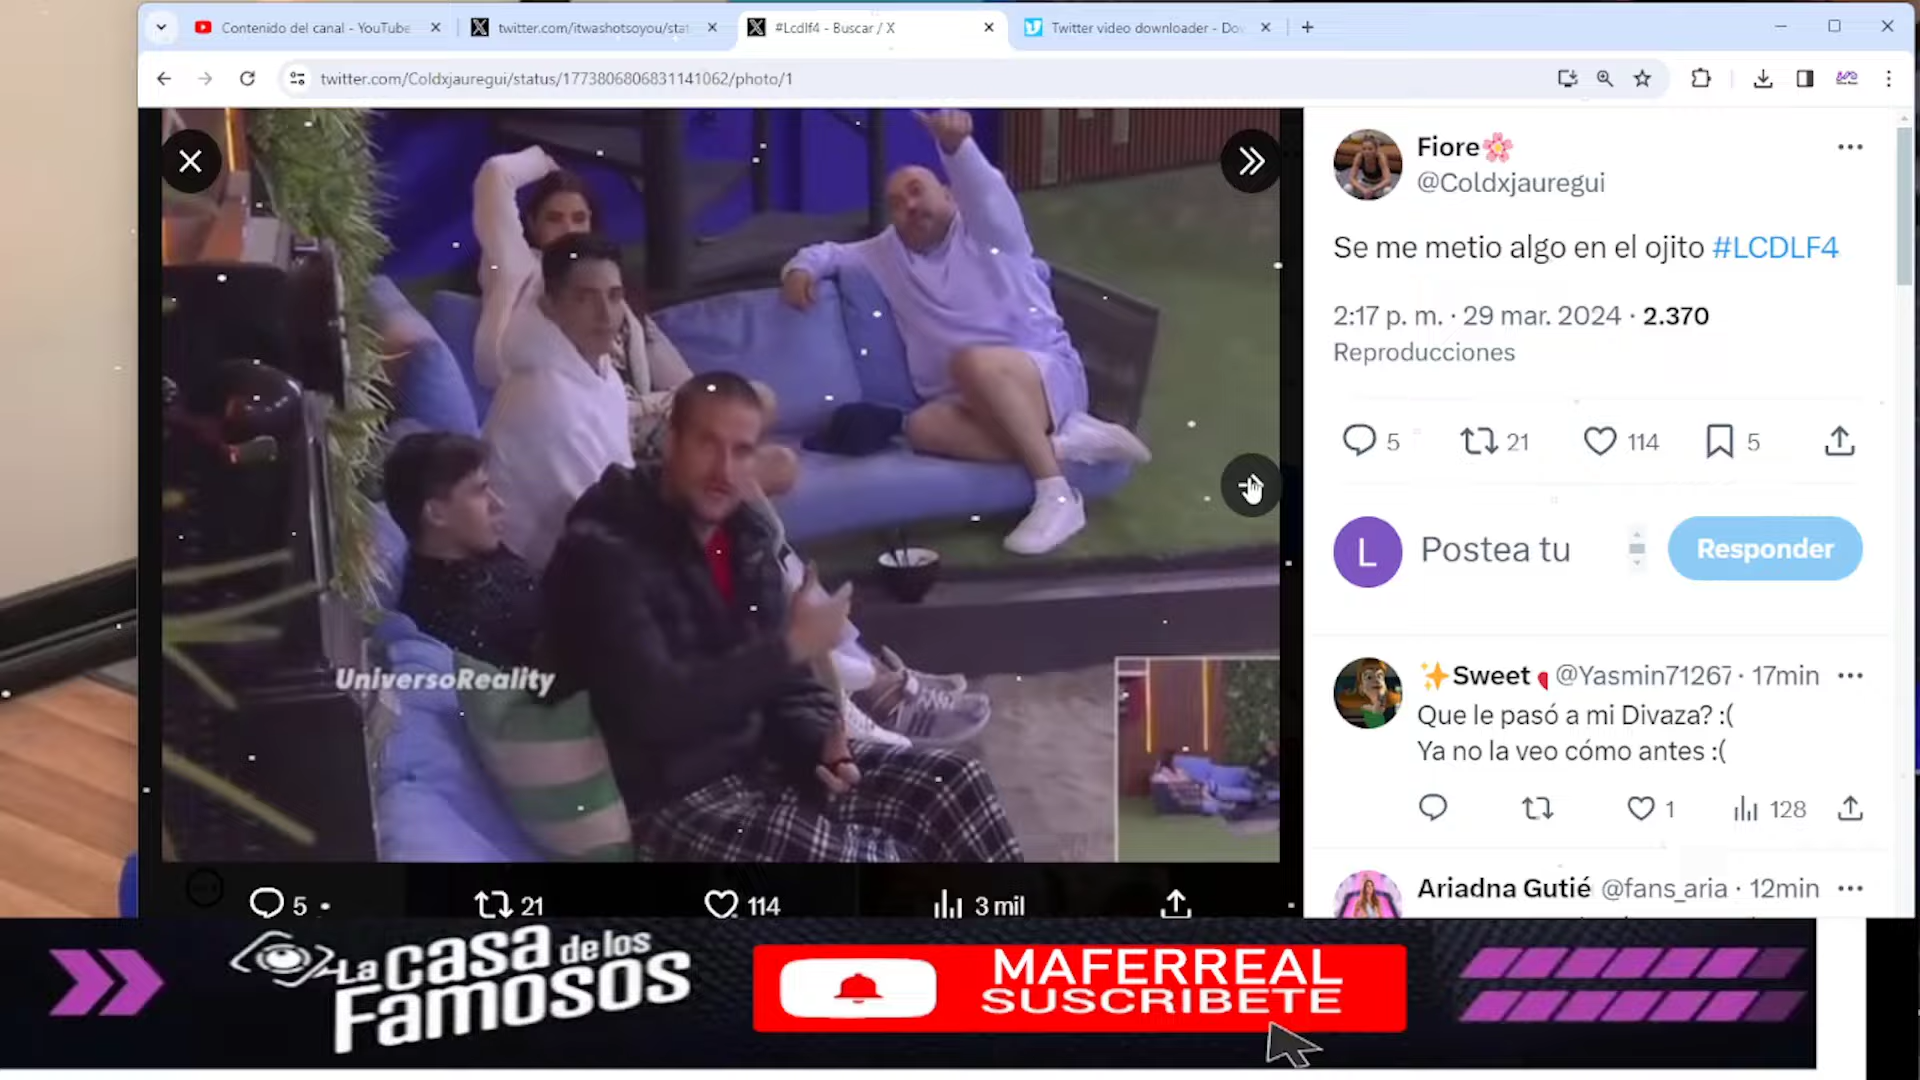 Contenido del canal - YouTube
twitter.com/itwashotsoyou/stat
#Lcdlf4 - Buscar / X
Twitter video downloader - Dov
twitter.com/Coldxjauregui/status/1773806806831141062/photo/1
UniversoReality
5
21
114
3 mil
Fiore
@Coldxjauregui
Se me metio algo en el ojito #LCDLF4
2:17 p. m. · 29 mar. 2024 · 2.370
Reproducciones
5
21
114
5
L
Postea tu
Responder
Sweet @Yasmin71267 · 17min
Que le pasó a mi Divaza? :(
Ya no la veo cómo antes :(
1
128
Ariadna Gutié @fans_aria · 12min
La casa de los
Famosos
MAFERREAL
SUSCRIBETE